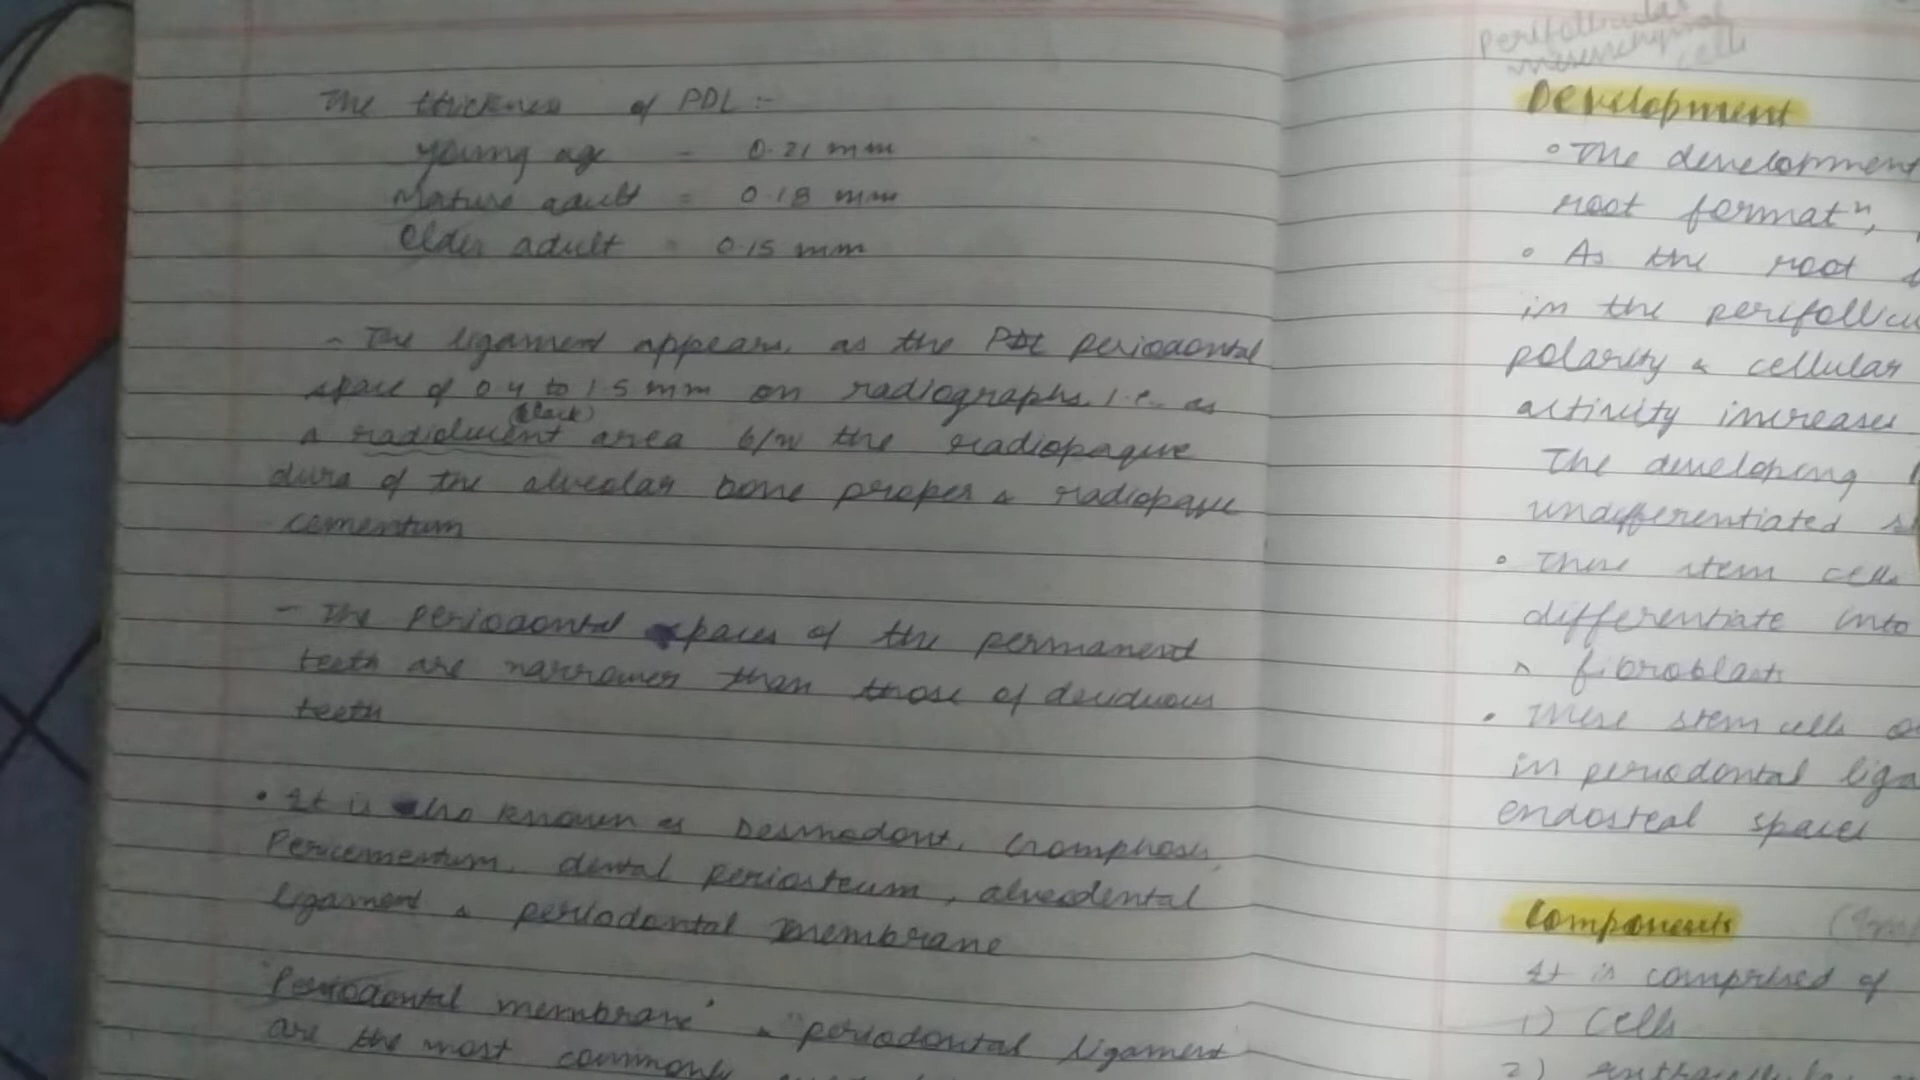 The thickness of PDL :-
young age - 0.21 mm
Mature adult = 0.18 mm
Older adult = 0.15 mm
- The ligament appears as the periodontal
space of 0.4 to 1.5 mm on radiographs. i.e. as
(black)
a radiolucent area b/w the radiopaque
dura of the alveolar bone proper & radiopaque
cementum
- The periodontal spaces of the permanent
teeth are narrower than those of deciduous
teeth
• It is also known as Desmodont,
Pericementum, dental periosteum, alveodental
ligament & periodontal membrane
"Periodontal membrane" & "periodontal ligament
are the most commonly
perifollicular
mesenchymal
cells
Development
• The development
root formatⁿ,
• As the root
in the perifollicu
polarity & cellular
activity increases
The developing
undifferentiated
• These stem cells
differentiate into
& fibroblasts
• These stem cells
in periodontal liga
endosteal spaces
Components
It is comprised of
1) Cells
2)